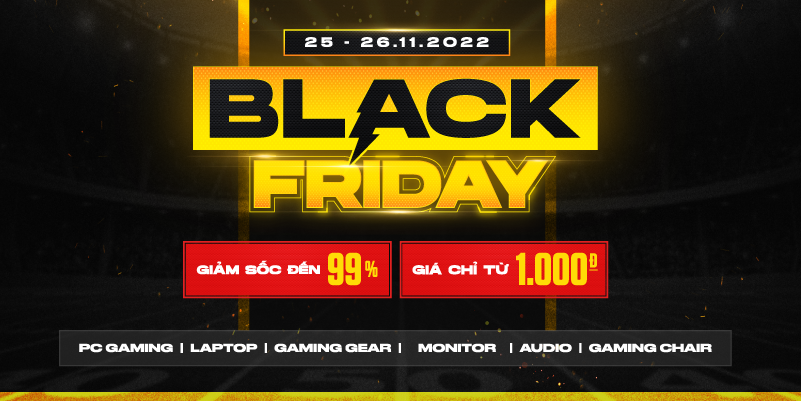 25 - 26.11.2022
BLACK
FRIDAY
GIẢM SỐC ĐẾN 99%
GIÁ CHỈ TỪ 1.000Đ
PC GAMING | LAPTOP | GAMING GEAR | MONITOR | AUDIO | GAMING CHAIR